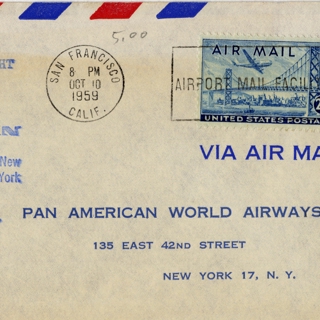 5.00
SAN FRANCISCO
8 PM
OCT 10
1959
CALIF.
AIR MAIL
AIRPORT MAIL FACIL
UNITED STATES POSTA
HT
New
York
VIA AIR MA
PAN AMERICAN WORLD AIRWAYS
135 EAST 42ND STREET
NEW YORK 17, N. Y.